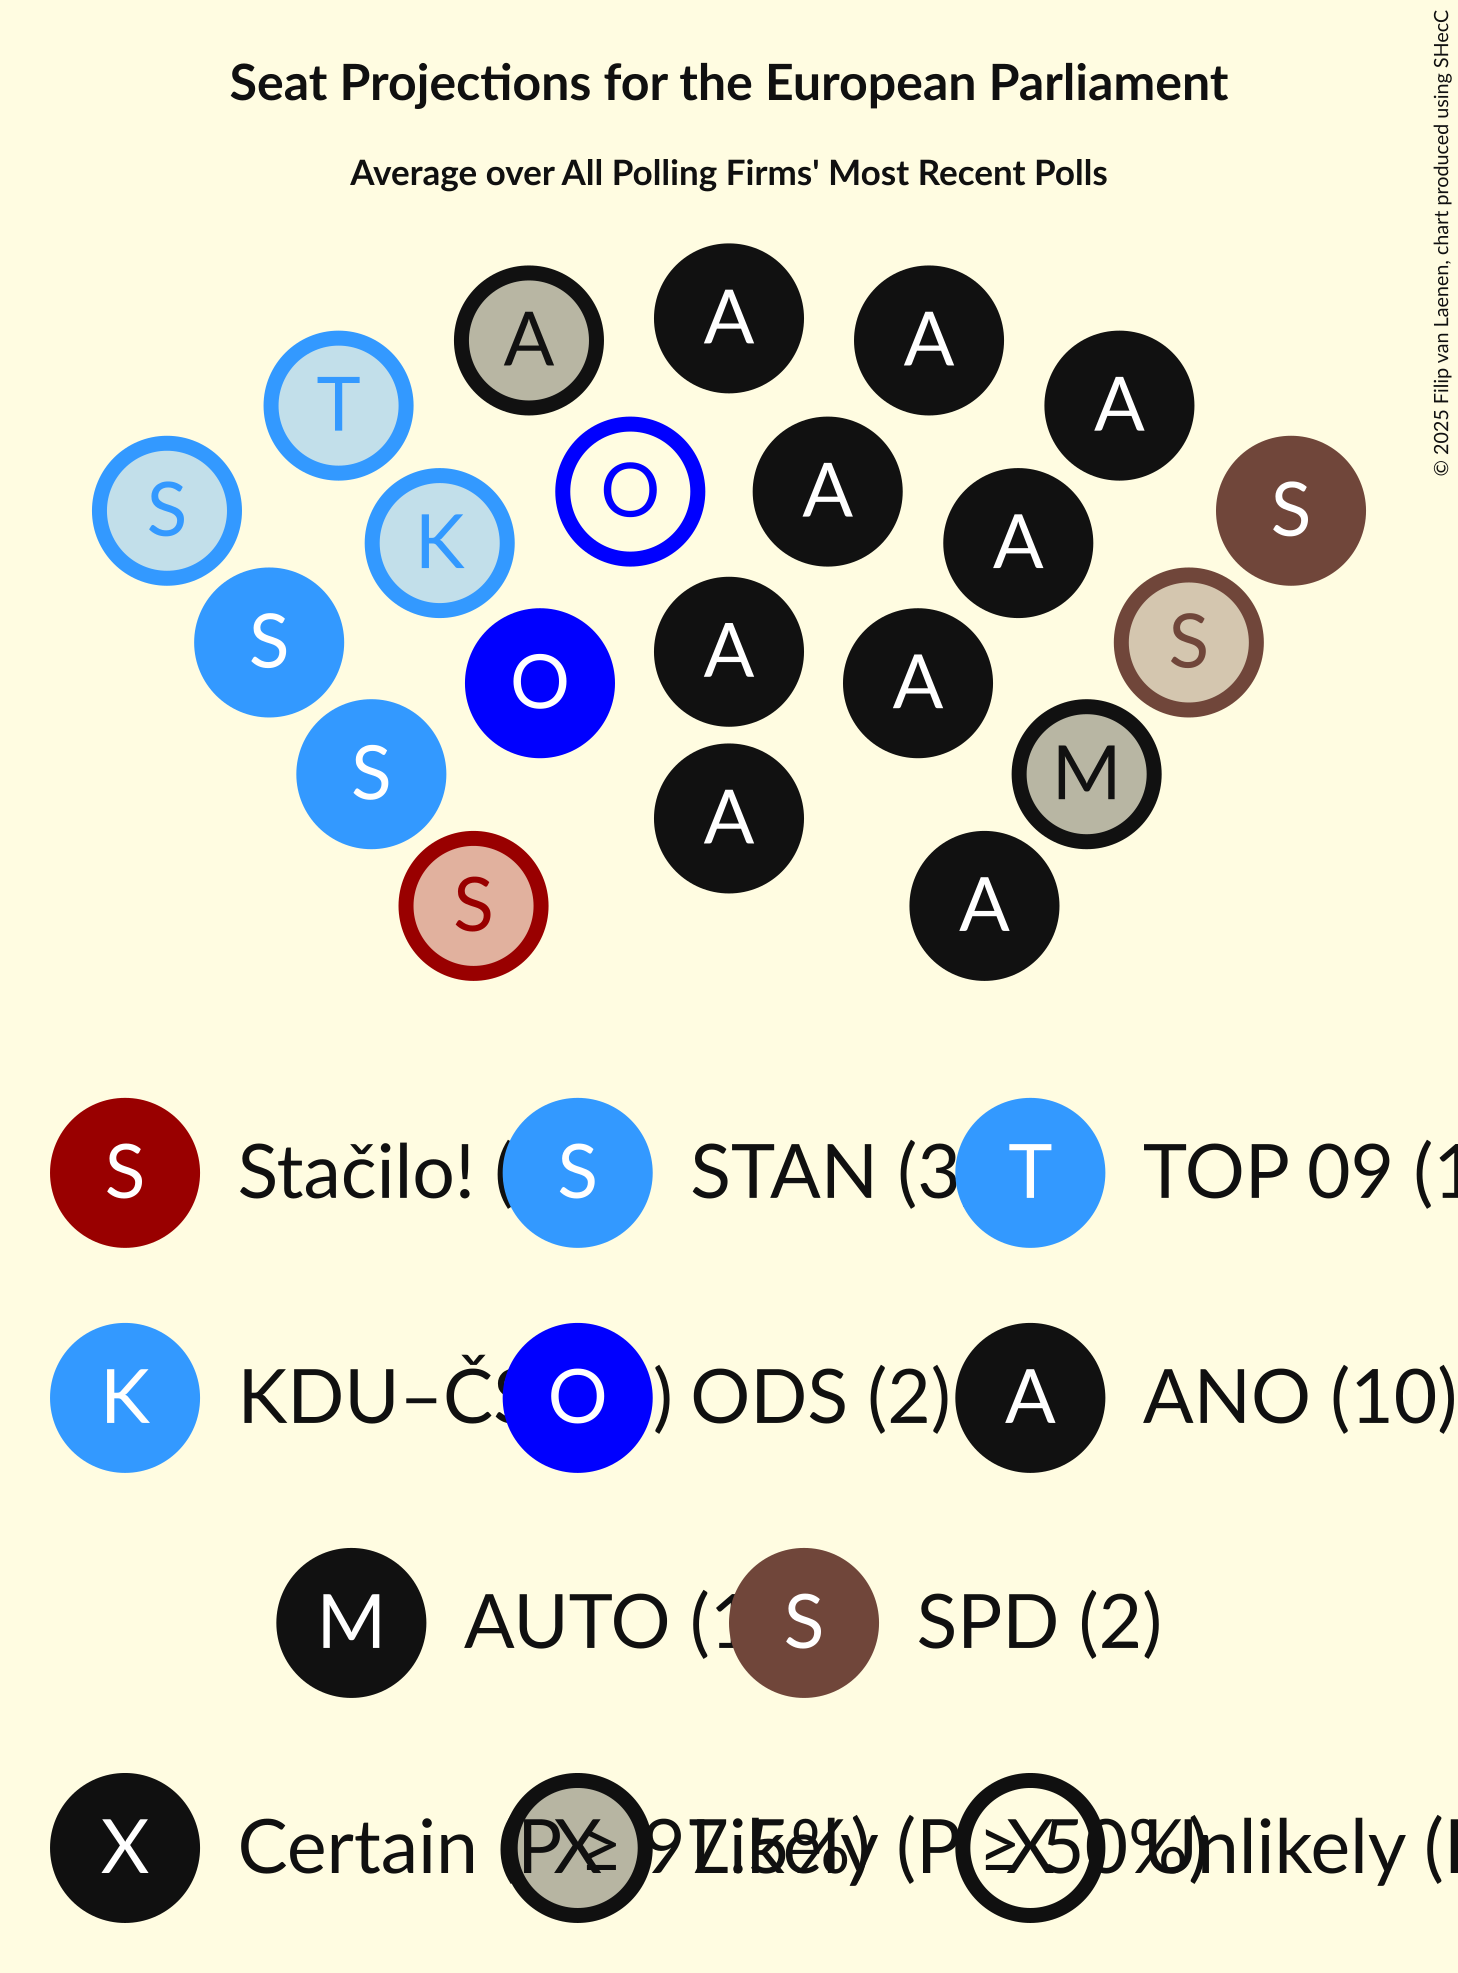 Seat Projections for the European Parliament
Average over All Polling Firms' Most Recent Polls
© 2025 Filip van Laenen, chart produced using SHecC
A
A A
T A
O A
S K A S
S O A A S
S A M
S A
S Stačilo! ( S STAN (3 T TOP 09 (1
K KDU–ČS ) O ODS (2) A ANO (10)
M AUTO (1 S SPD (2)
X Certain (P ≥ 97.5%) X Likely (P ≥ 50%) X Unlikely (